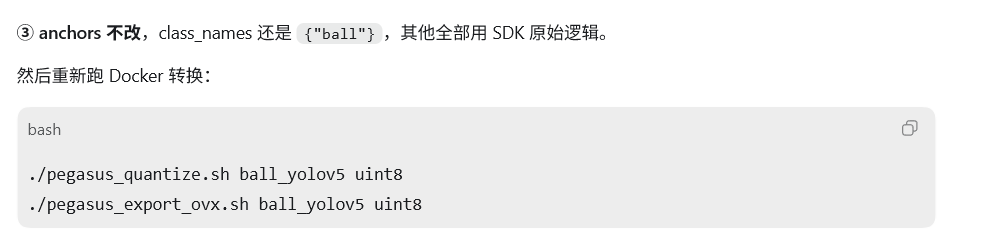 ③ anchors 不改，class_names 还是 {"ball"}，其他全部用 SDK 原始逻辑。
然后重新跑 Docker 转换：
bash
./pegasus_quantize.sh ball_yolov5 uint8
./pegasus_export_ovx.sh ball_yolov5 uint8